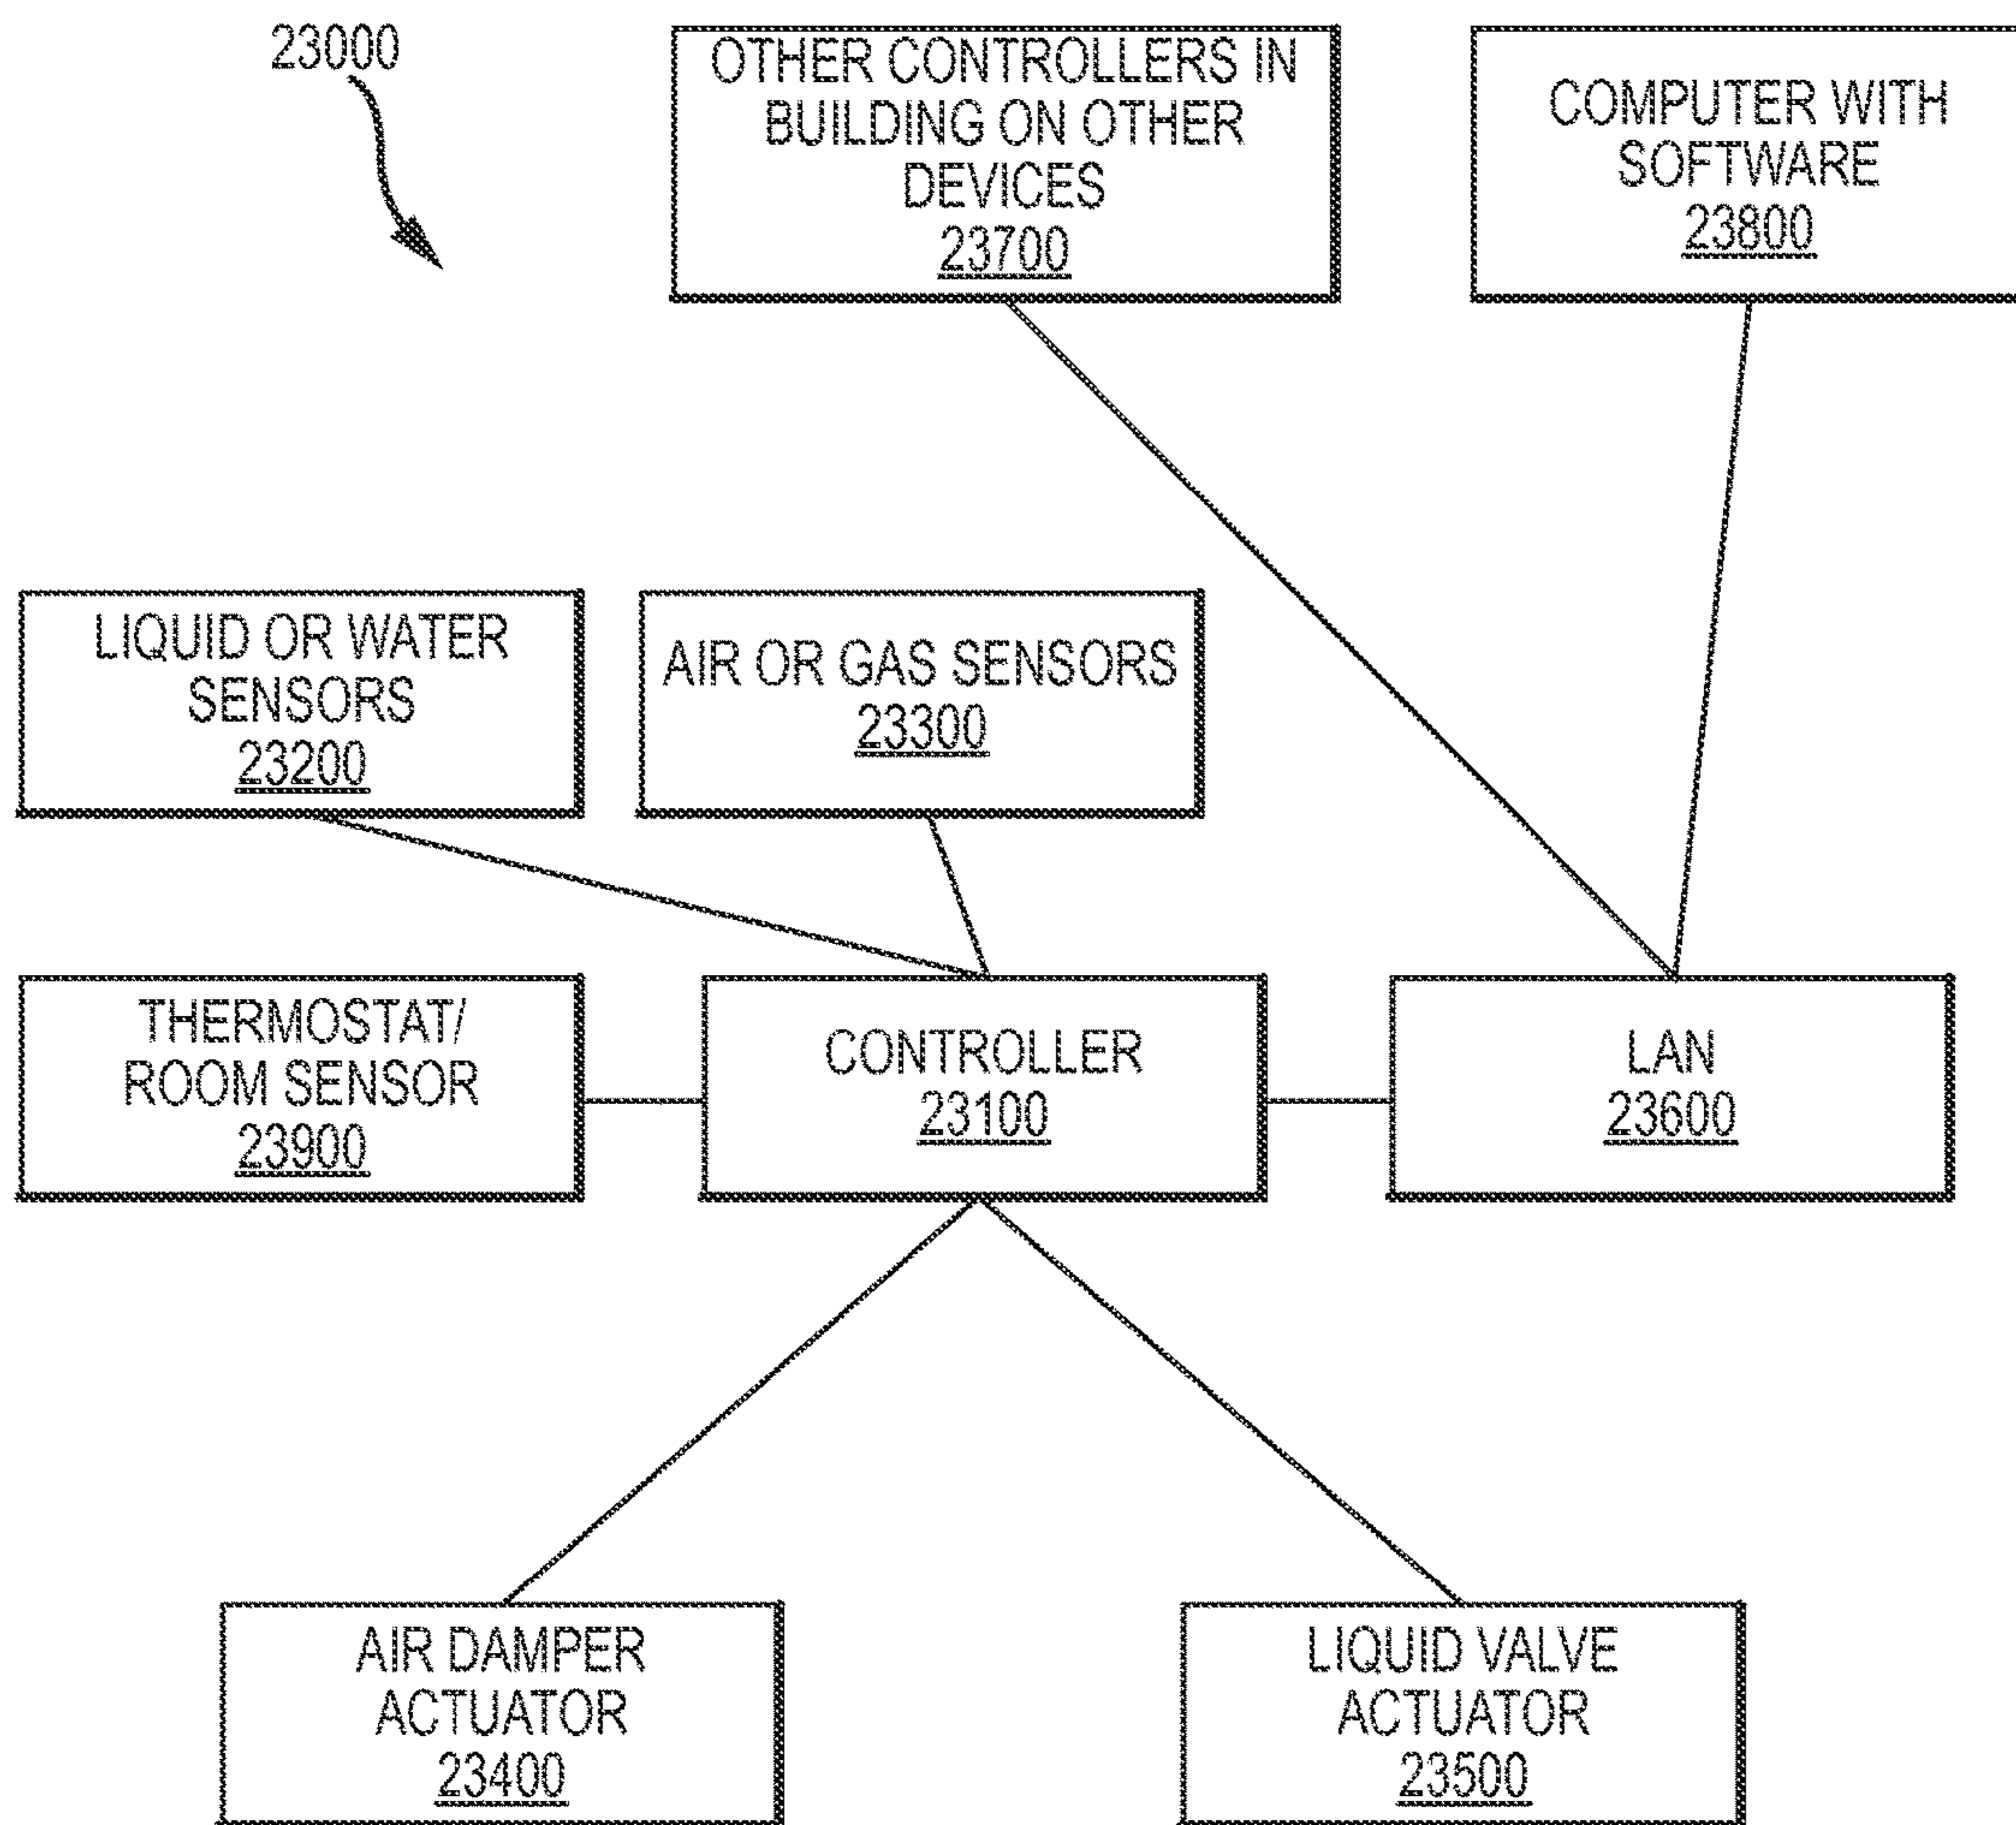 23000
OTHER CONTROLLERS IN
BUILDING ON OTHER
DEVICES
23700
COMPUTER WITH
SOFTWARE
23800
LIQUID OR WATER
SENSORS
23200
AIR OR GAS SENSORS
23300
THERMOSTAT/
ROOM SENSOR
23900
CONTROLLER
23100
LAN
23600
AIR DAMPER
ACTUATOR
23400
LIQUID VALVE
ACTUATOR
23500